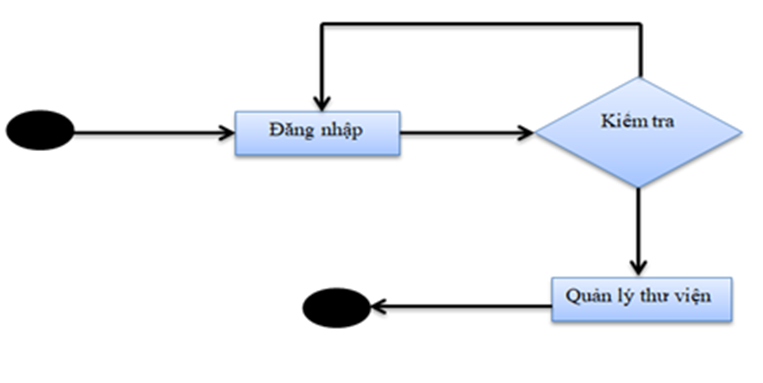 Đăng nhập
Kiểm tra
Quản lý thư viện